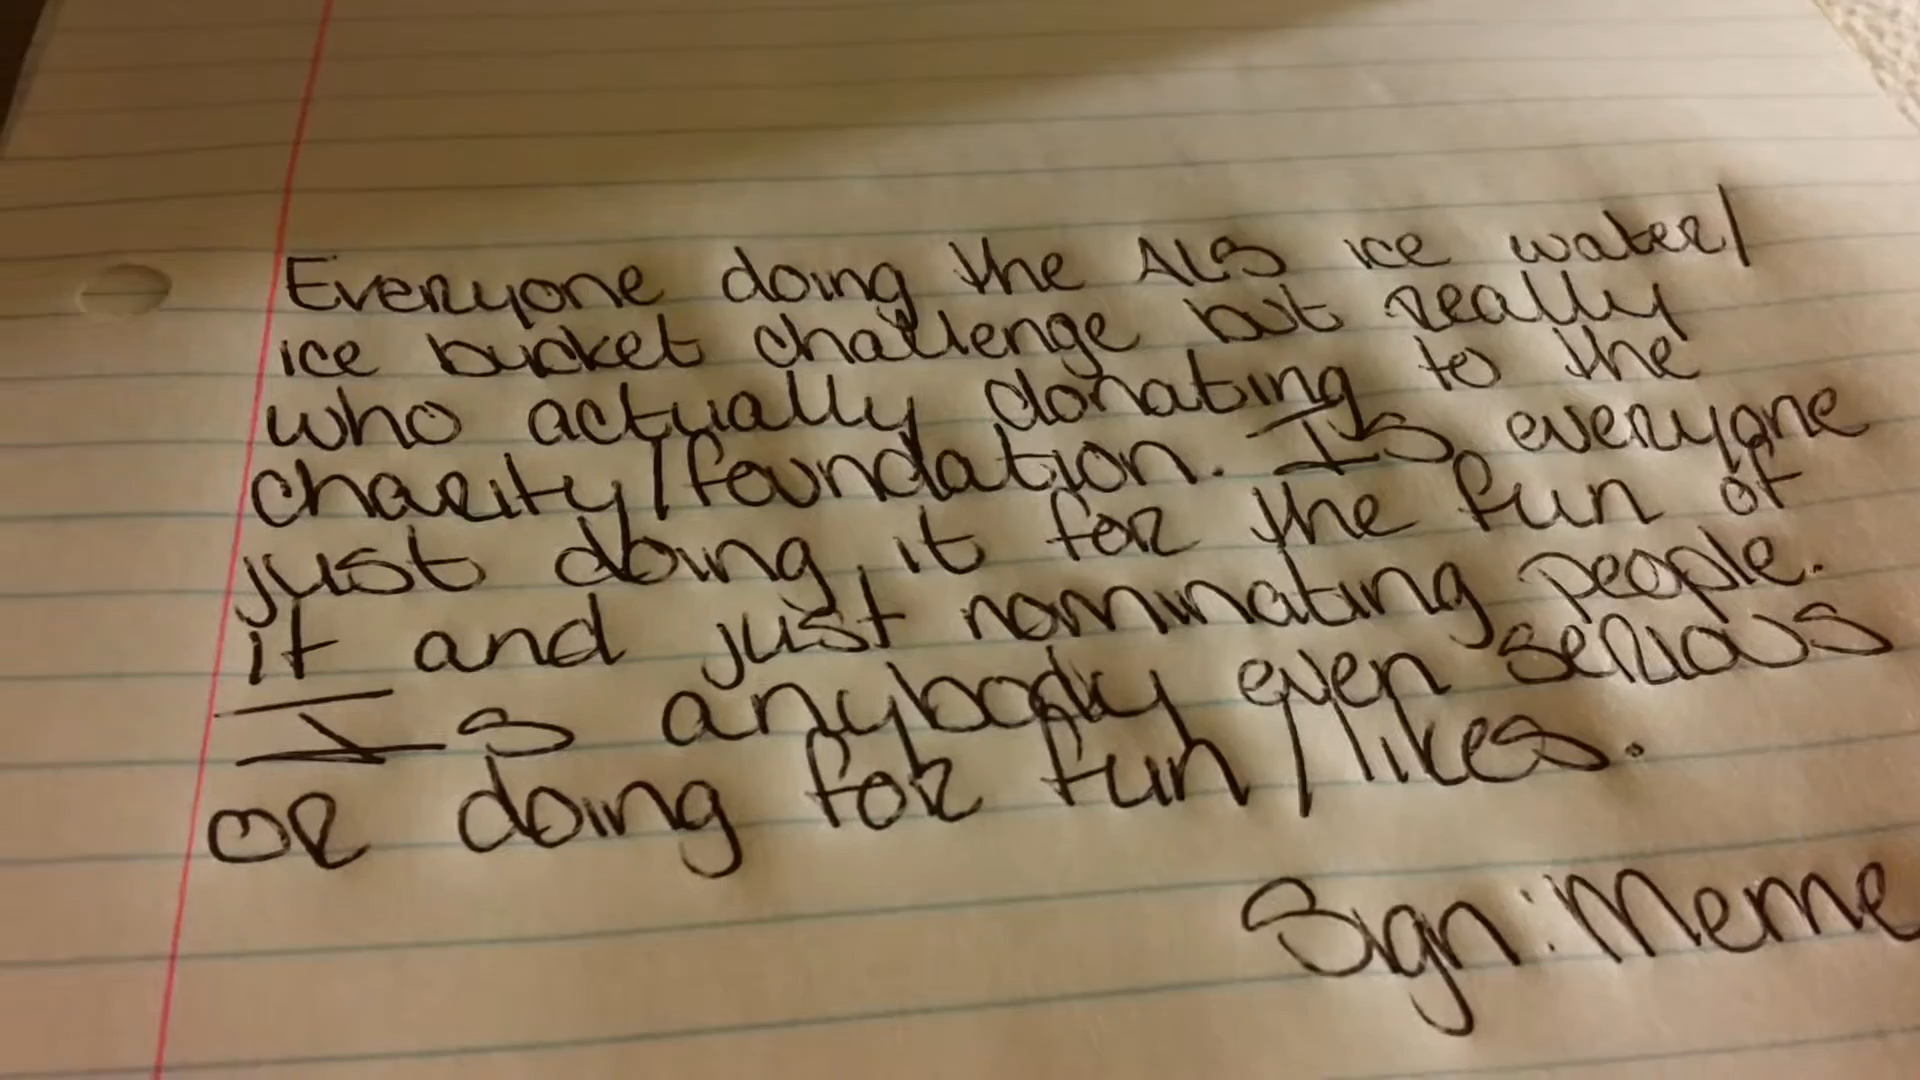 Everyone doing the ALS ice water/
ice bucket challenge but really
who actually donating to the
charity/foundation. Is everyone
just doing it for the fun of
it and just nominating people.
Is anybody even serious
or doing for fun/likes.
Sign: Meme